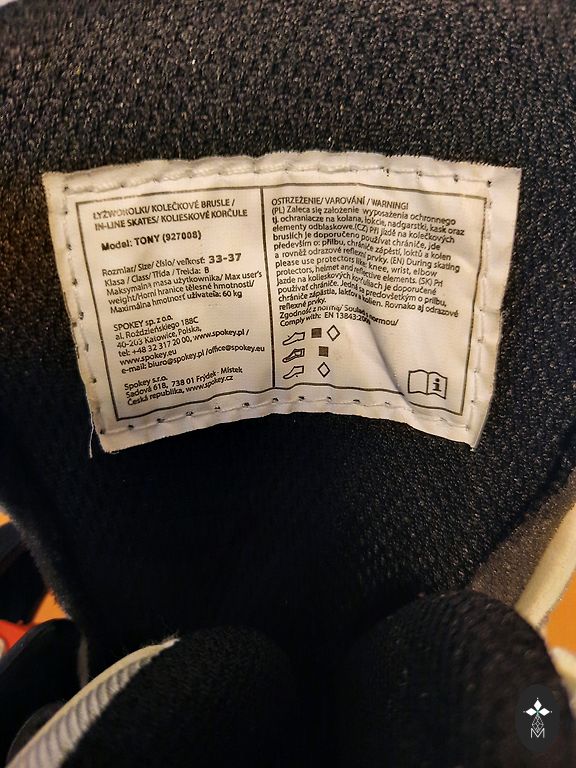 ŁYŻWOROLKI/ KOLEČKOVÉ BRUSLE /
IN-LINE SKATES/ KOLIESKOVÉ KORČULE
Model: TONY (927008)
Rozmiar/ Size/ číslo/ veľkosť: 33-37
Klasa / Class/ Třída / Trieda: B
Maksymalna masa użytkownika/ Max user's
weight/Horní hranice tělesné hmotnosti/
Maximálna hmotnosť užívateľa: 60 kg
SPOKEY sp. z o.o.
al. Roździeńskiego 188C
40-203 Katowice, Polska,
tel: +48 32 317 20 00, www.spokey.pl /
www.spokey.eu
e-mail: biuro@spokey.pl /office@spokey.eu
Spokey s.r.o.
Sadová 618, 738 01 Frýdek- Místek
Česká republika, www.spokey.cz
OSTRZEŻENIE/ VAROVÁNÍ / WARNING!
(PL) Zaleca się założenie wyposażenia ochronnego
tj. ochraniacze na kolana, łokcie, nadgarstki, kask oraz
elementy odblaskowe.(CZ) Při jízdě na kolečkových
bruslích je doporučeno používat chrániče, jde
především o: přilbu, chrániče zápěstí, loktů a kolen
a rovněž odrazové reflexní prvky. (EN) During skating
please use protectors like: knee, wrist, elbow
protectors, helmet and reflective elements. (SK) Pri
jazde na kolieskových korčuliach je doporučené
používať chrániče. Jedná sa predovšetkým o prilbu,
chrániče zápästia, lakťov a kolien. Rovnako aj odrazové
reflexné prvky.
Zgodność z normą/ Souladu s normou/
Comply with: EN 13843:
M